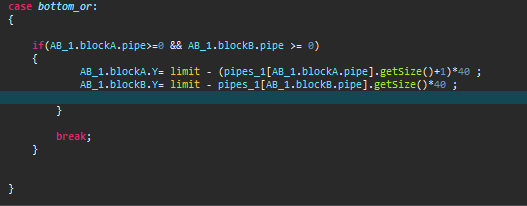 case bottom_or:
{
if(AB_1.blockA.pipe>=0 && AB_1.blockB.pipe >= 0)
{
AB_1.blockA.Y= limit - (pipes_1[AB_1.blockA.pipe].getSize()+1)*40 ;
AB_1.blockB.Y= limit - pipes_1[AB_1.blockB.pipe].getSize()*40 ;
}
break;
}
}